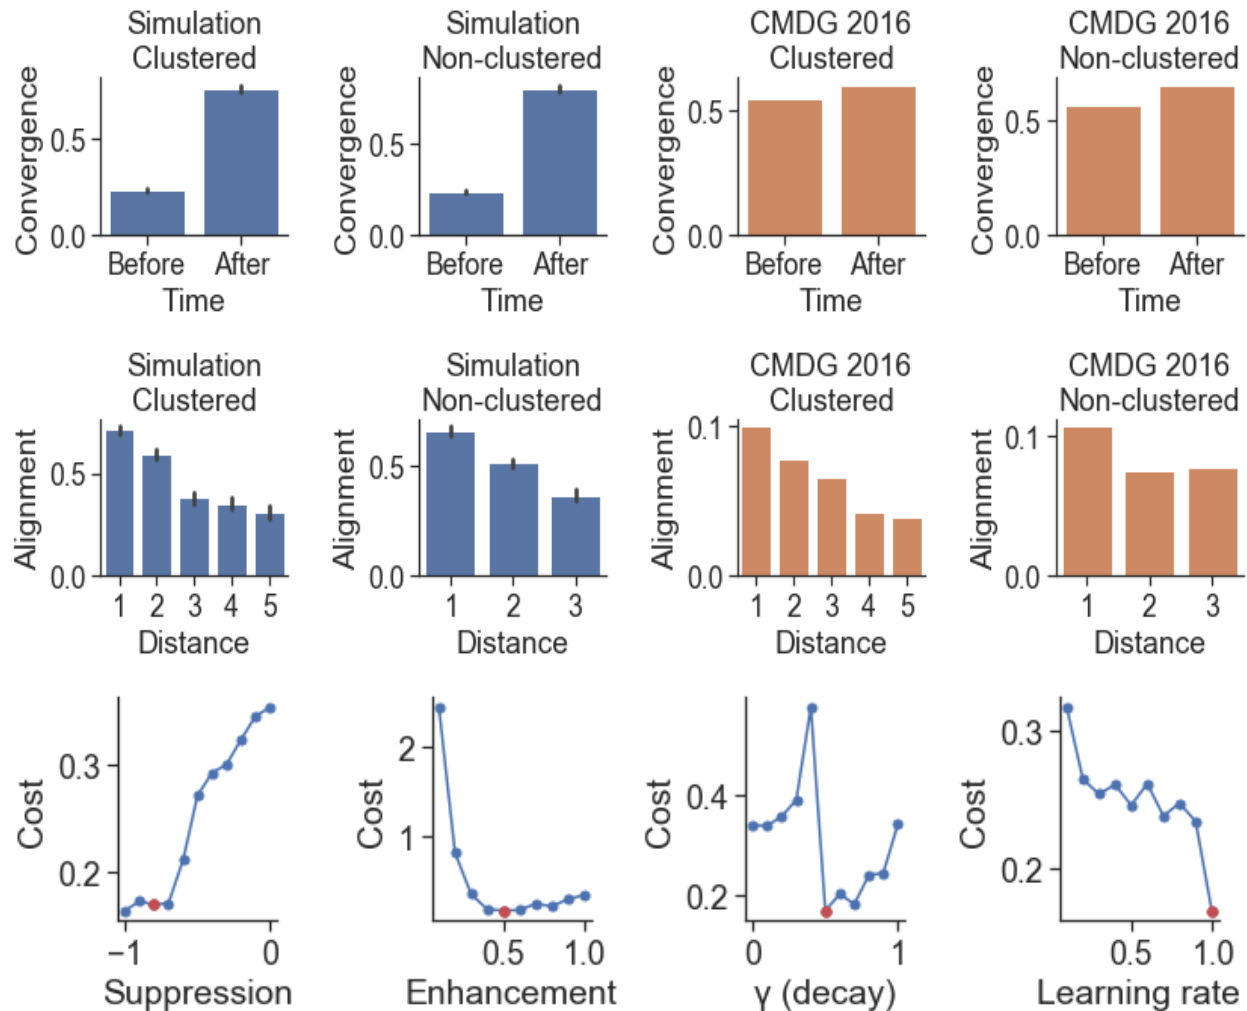 Simulation
Clustered
Convergence
0.5
0.0
Before After
Time
Simulation
Non-clustered
Convergence
0.5
0.0
Before After
Time
CMDG 2016
Clustered
Convergence
0.5
0.0
Before After
Time
CMDG 2016
Non-clustered
Convergence
0.5
0.0
Before After
Time
Simulation
Clustered
Alignment
0.5
0.0
1 2 3 4 5
Distance
Simulation
Non-clustered
Alignment
0.5
0.0
1 2 3
Distance
CMDG 2016
Clustered
Alignment
0.1
0.0
1 2 3 4 5
Distance
CMDG 2016
Non-clustered
Alignment
0.1
0.0
1 2 3
Distance
Cost
0.3
0.2
−1 0
Suppression
Cost
2
1
0.5 1.0
Enhancement
Cost
0.4
0.2
0 1
γ (decay)
Cost
0.3
0.2
0.5 1.0
Learning rate